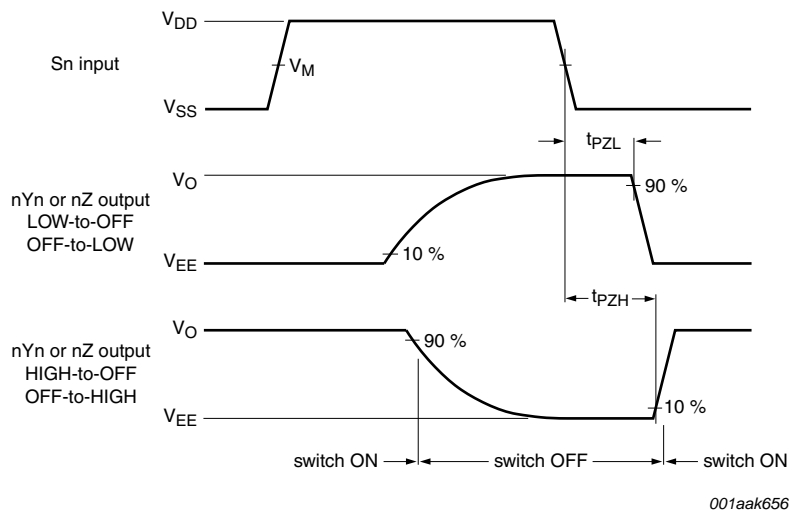 V_DD
Sn input
V_M
V_SS
t_PZL
V_O
90 %
nYn or nZ output
LOW-to-OFF
OFF-to-LOW
10 %
V_EE
t_PZH
V_O
90 %
nYn or nZ output
HIGH-to-OFF
OFF-to-HIGH
10 %
V_EE
switch ON
switch OFF
switch ON
001aak656